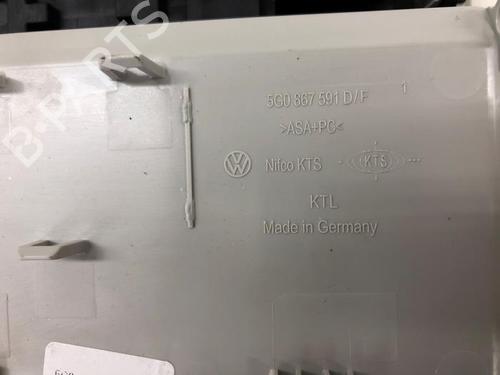 B-PARTS
5G0 867 591 D/F 1
>ASA+PC<
Nifco KTS KTS
KTL
Made in Germany